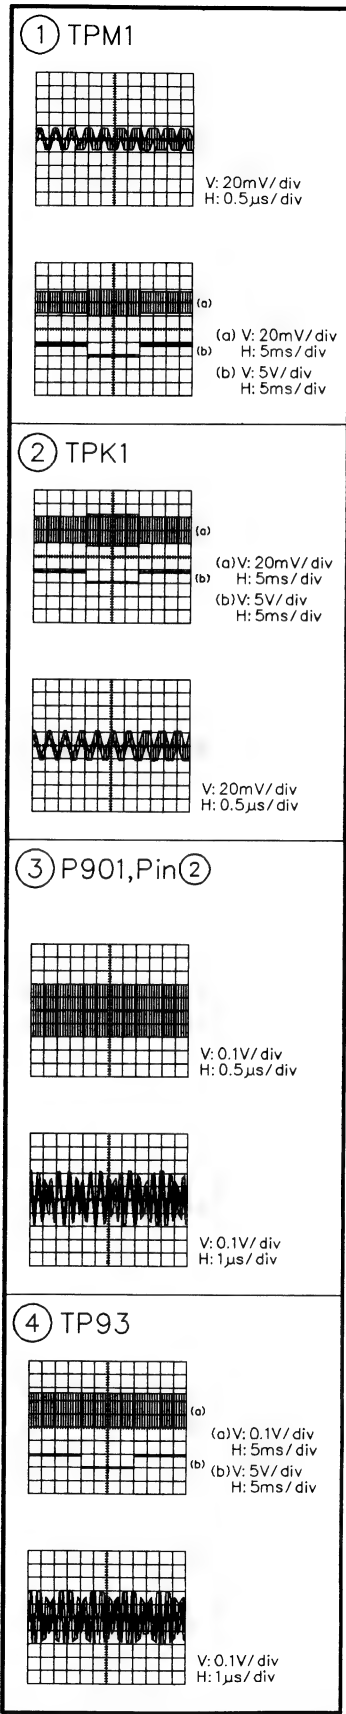 ① TPM1
V: 20mV/div
H: 0.5µs/div
(a)
(b)
(a) V: 20mV/div
H: 5ms/div
(b) V: 5V/div
H: 5ms/div
② TPK1
(a)
(b)
(a)V: 20mV/div
H: 5ms/div
(b)V: 5V/div
H: 5ms/div
V: 20mV/div
H: 0.5µs/div
③ P901,Pin②
V: 0.1V/div
H: 0.5µs/div
V: 0.1V/div
H: 1µs/div
④ TP93
(a)
(b)
(a)V: 0.1V/div
H: 5ms/div
(b)V: 5V/div
H: 5ms/div
V: 0.1V/div
H: 1µs/div